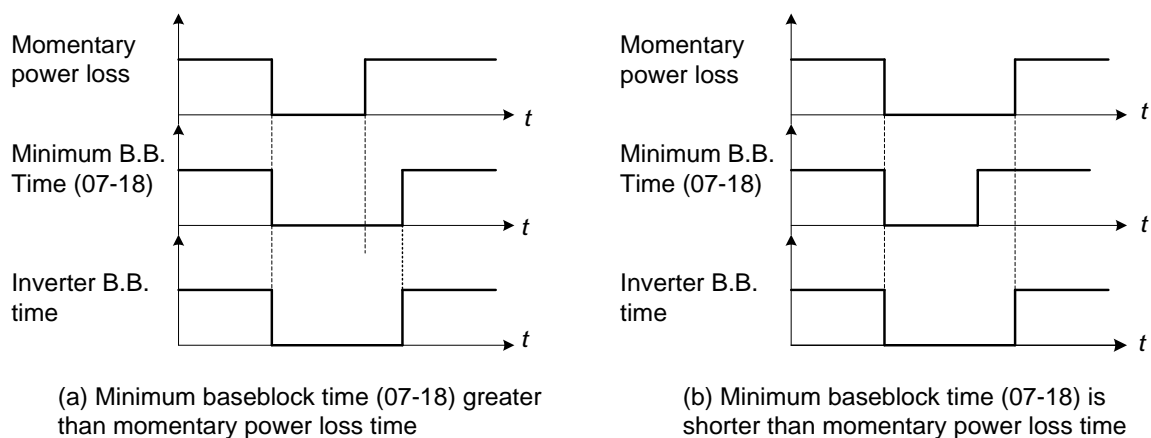 Momentary
power loss
t
Minimum B.B.
Time (07-18)
t
Inverter B.B.
time
t
(a) Minimum baseblock time (07-18) greater
than momentary power loss time
Momentary
power loss
t
Minimum B.B.
Time (07-18)
t
Inverter B.B.
time
t
(b) Minimum baseblock time (07-18) is
shorter than momentary power loss time